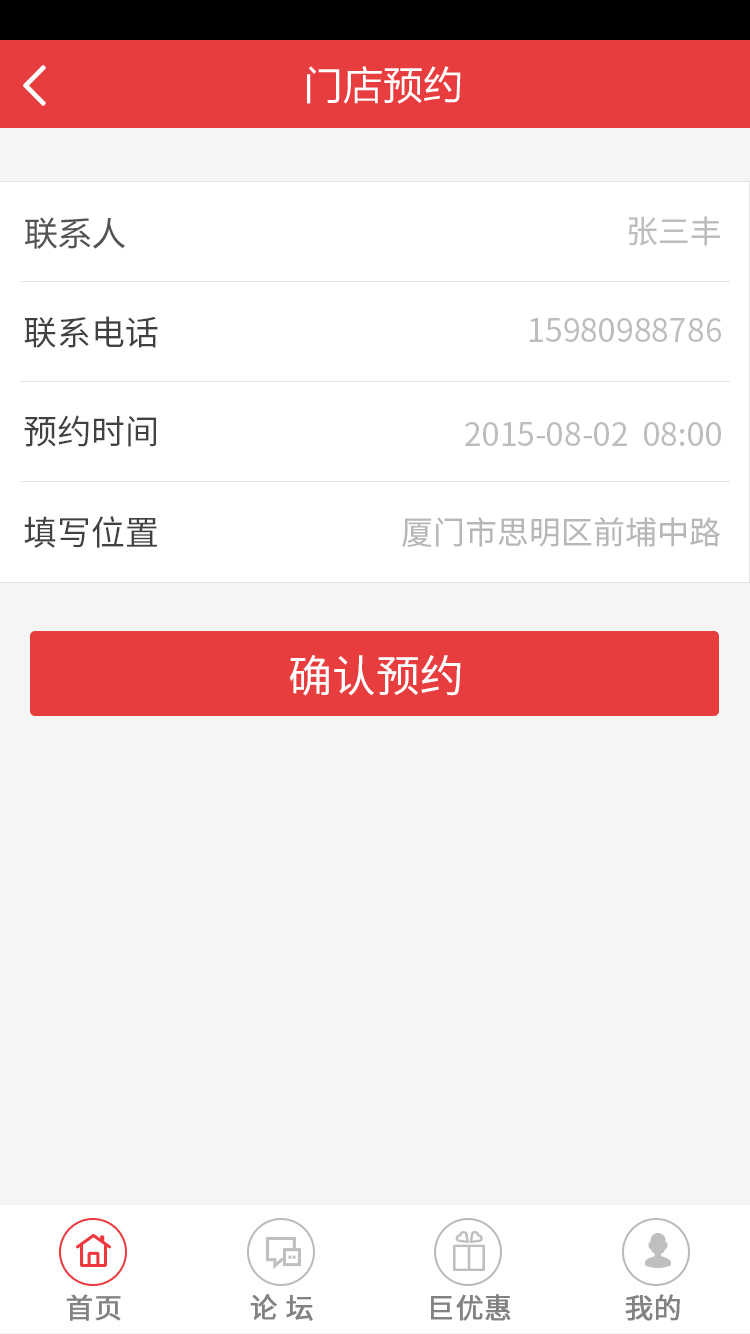 门店预约
联系人 张三丰
联系电话 15980988786
预约时间 2015-08-02 08:00
填写位置 厦门市思明区前埔中路
确认预约
首页 论 坛 巨优惠 我的